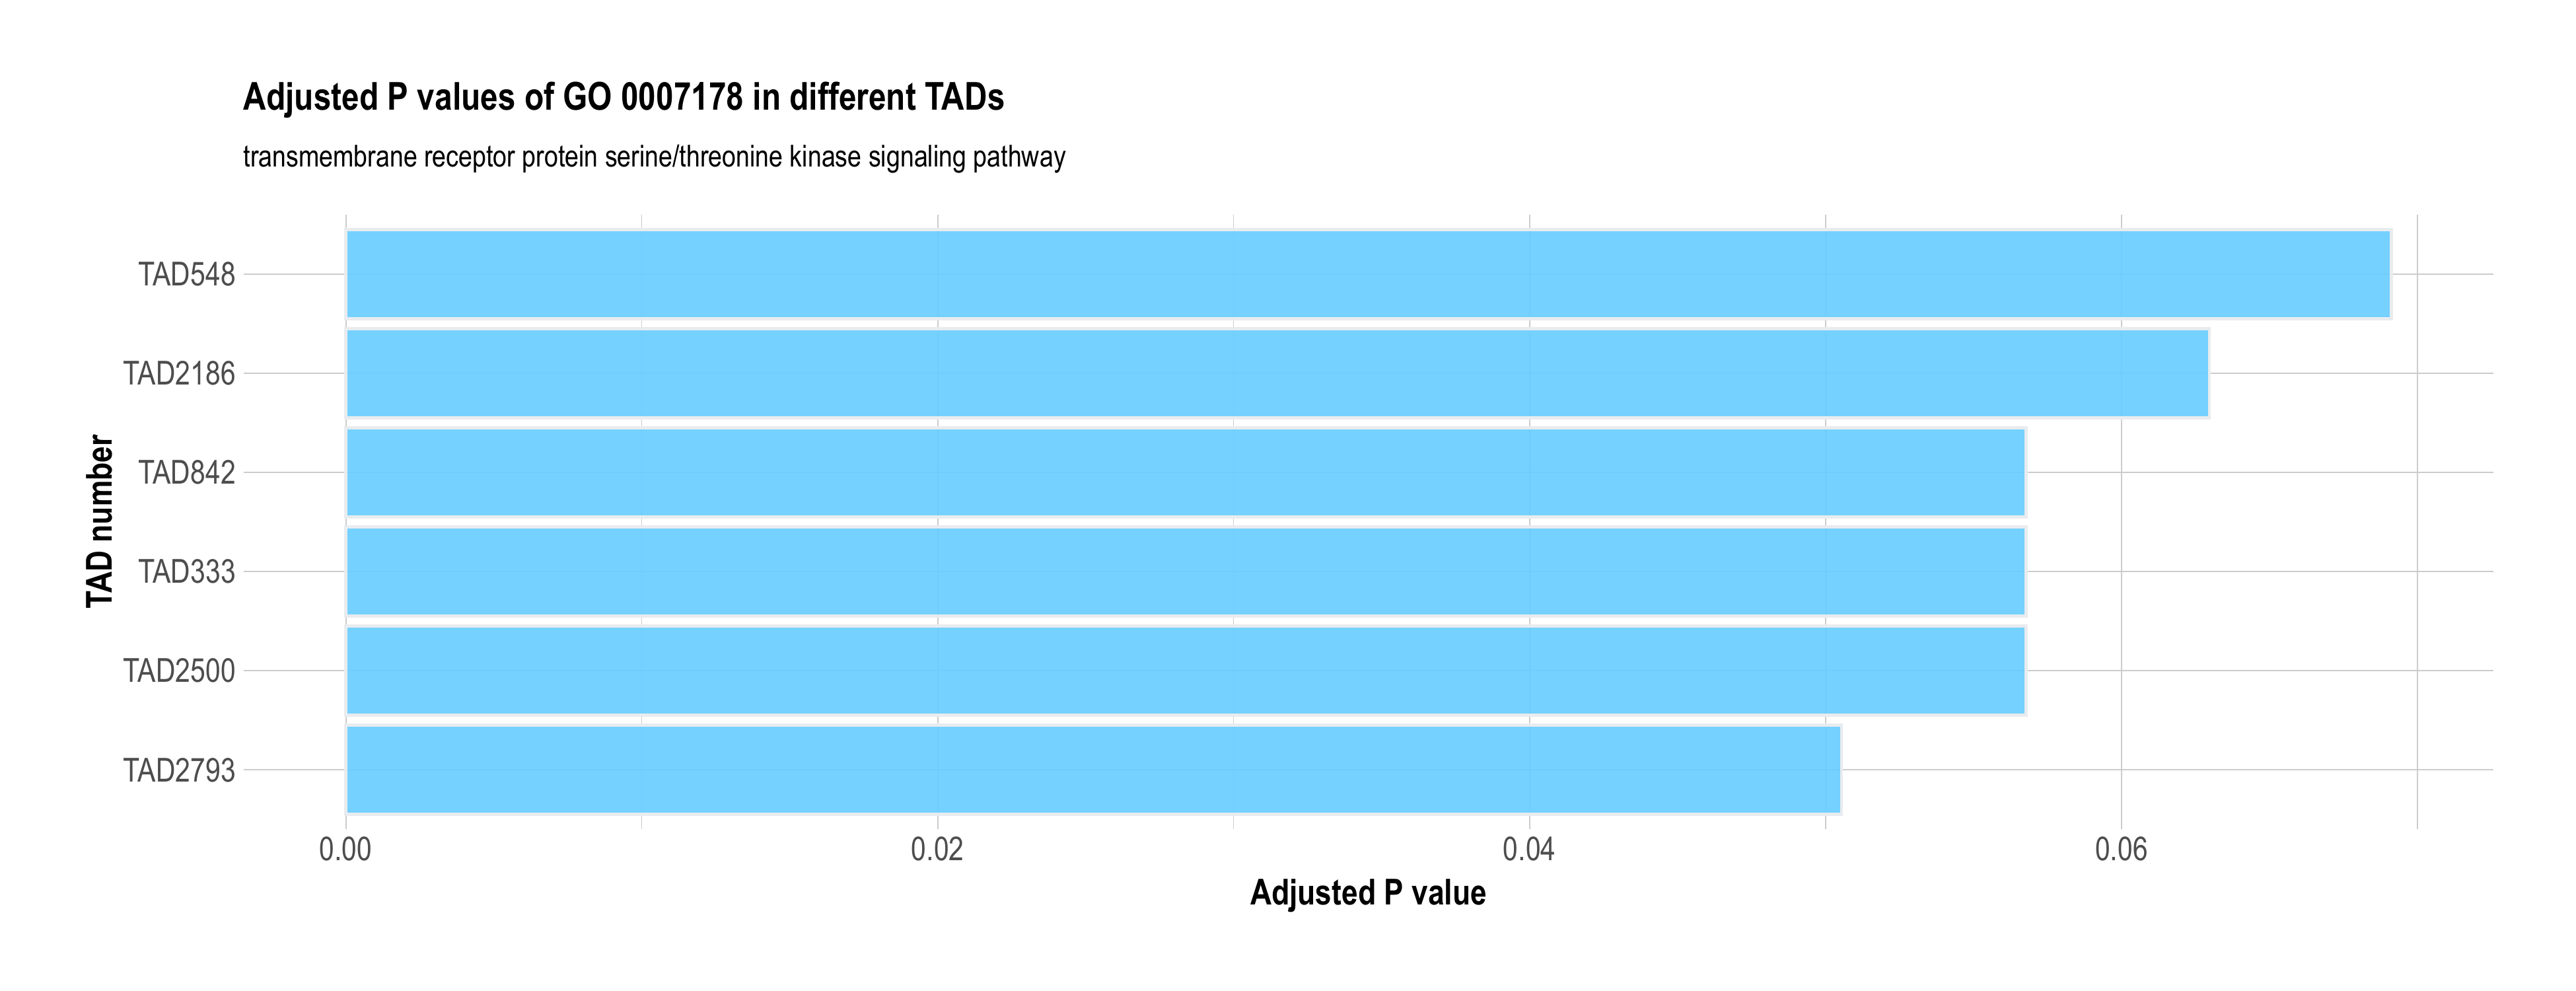 Adjusted P values of GO 0007178 in different TADs
transmembrane receptor protein serine/threonine kinase signaling pathway
TAD number
TAD548
TAD2186
TAD842
TAD333
TAD2500
TAD2793
0.00 0.02 0.04 0.06
Adjusted P value